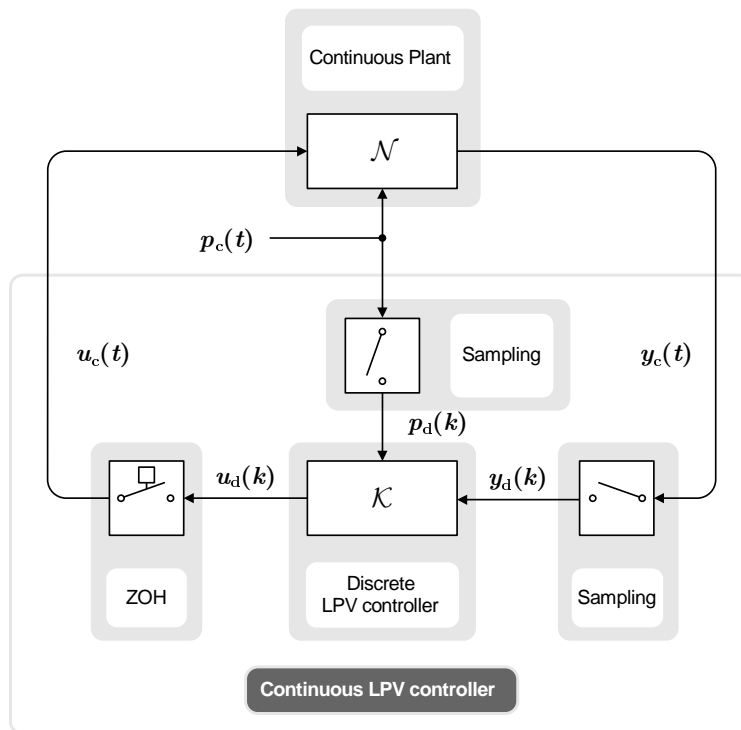 Continuous Plant
𝒩
p_c(t)
u_c(t)
Sampling
y_c(t)
p_d(k)
u_d(k)
y_d(k)
𝒦
ZOH
Discrete
LPV controller
Sampling
Continuous LPV controller